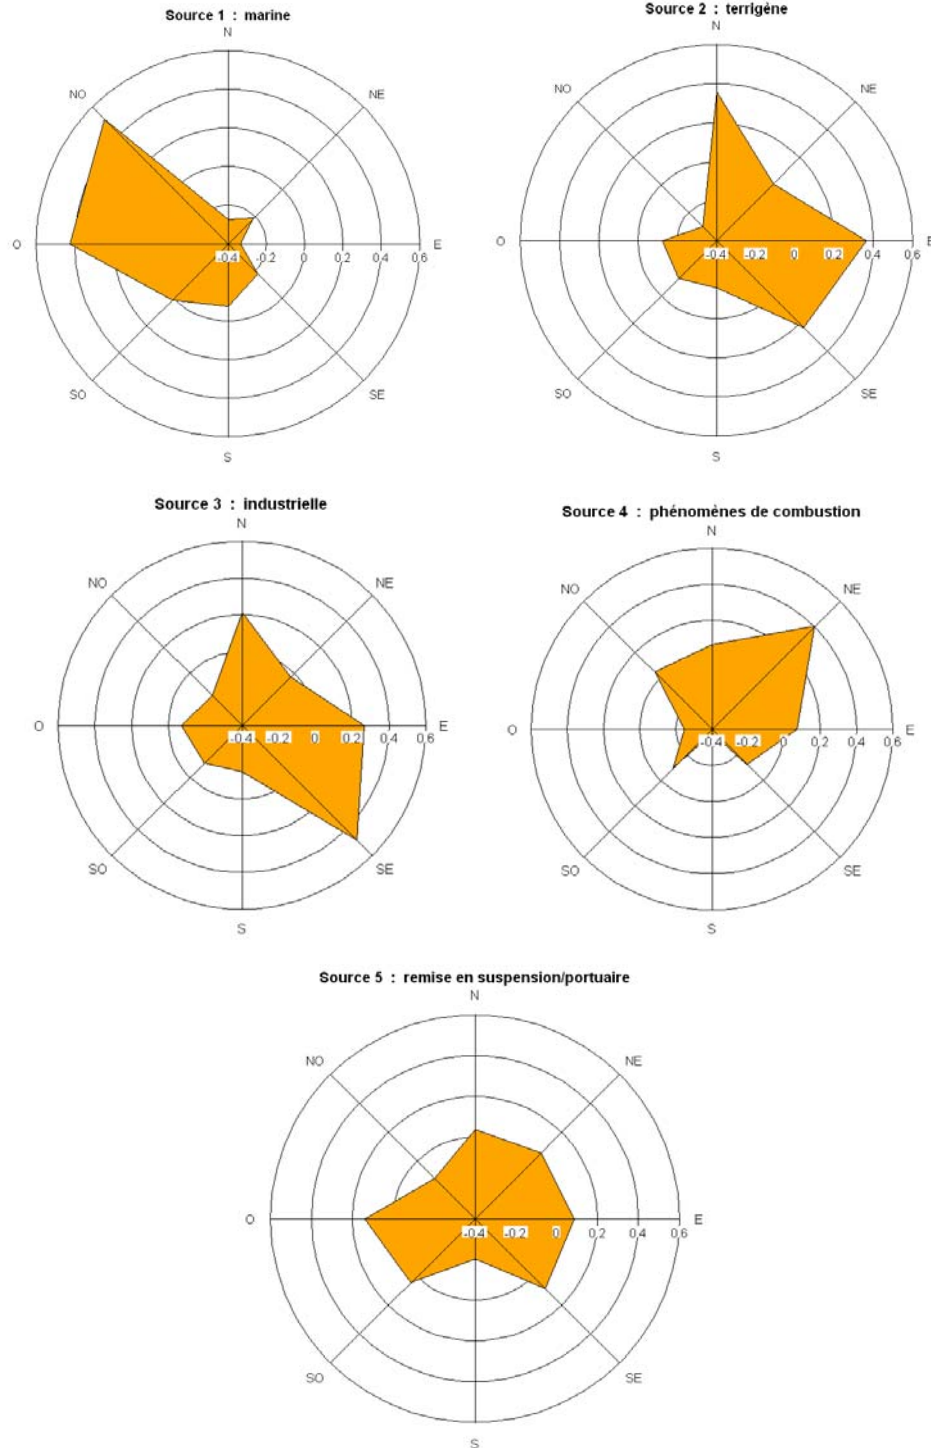 Source 1 : marine
N
NO
NE
O
-0.4 -0.2 0 0.2 0.4 0.6
E
SO
SE
S
Source 2 : terrigène
N
NO
NE
O
-0.4 -0.2 0 0.2 0.4 0.6
E
SO
SE
S
Source 3 : industrielle
N
NO
NE
O
-0.4 -0.2 0 0.2 0.4 0.6
E
SO
SE
S
Source 4 : phénomènes de combustion
N
NO
NE
O
-0.4 -0.2 0 0.2 0.4 0.6
E
SO
SE
S
Source 5 : remise en suspension/portuaire
N
NO
NE
O
-0.4 -0.2 0 0.2 0.4 0.6
E
SO
SE
S